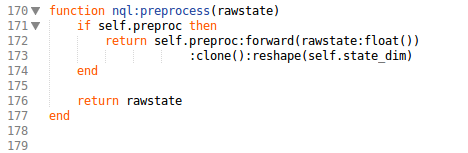 170 function nql:preprocess(rawstate)
171     if self.preproc then
172         return self.preproc:forward(rawstate:float())
173                     :clone():reshape(self.state_dim)
174     end
175
176     return rawstate
177 end
178
179